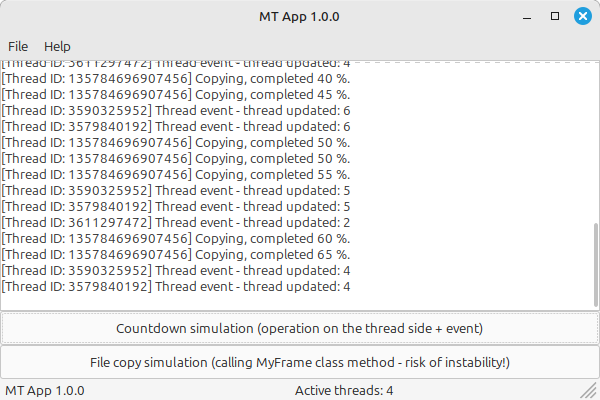 MT App 1.0.0
File Help
[Thread ID: 3611297472] Thread event - thread updated: 4
[Thread ID: 135784696907456] Copying, completed 40 %.
[Thread ID: 135784696907456] Copying, completed 45 %.
[Thread ID: 3590325952] Thread event - thread updated: 6
[Thread ID: 3579840192] Thread event - thread updated: 6
[Thread ID: 135784696907456] Copying, completed 50 %.
[Thread ID: 135784696907456] Copying, completed 50 %.
[Thread ID: 135784696907456] Copying, completed 55 %.
[Thread ID: 3590325952] Thread event - thread updated: 5
[Thread ID: 3579840192] Thread event - thread updated: 5
[Thread ID: 3611297472] Thread event - thread updated: 2
[Thread ID: 135784696907456] Copying, completed 60 %.
[Thread ID: 135784696907456] Copying, completed 65 %.
[Thread ID: 3590325952] Thread event - thread updated: 4
[Thread ID: 3579840192] Thread event - thread updated: 4
Countdown simulation (operation on the thread side + event)
File copy simulation (calling MyFrame class method - risk of instability!)
MT App 1.0.0 Active threads: 4